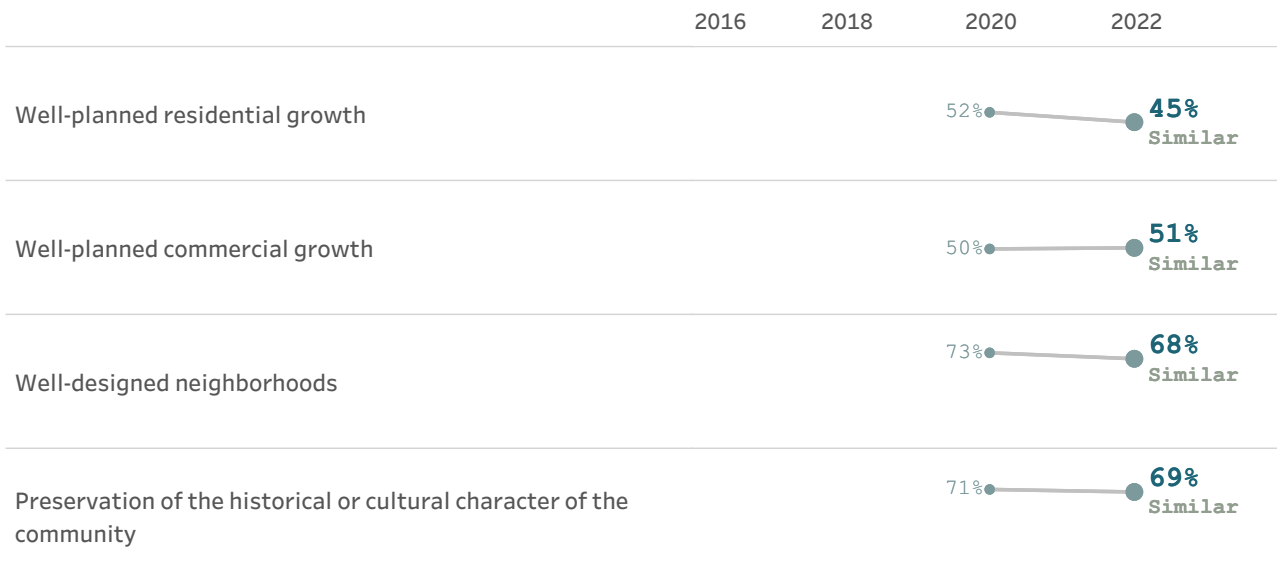 2016 2018 2020 2022
Well-planned residential growth 52% 45%
Similar
Well-planned commercial growth 50% 51%
Similar
Well-designed neighborhoods 73% 68%
Similar
Preservation of the historical or cultural character of the 71% 69%
community Similar